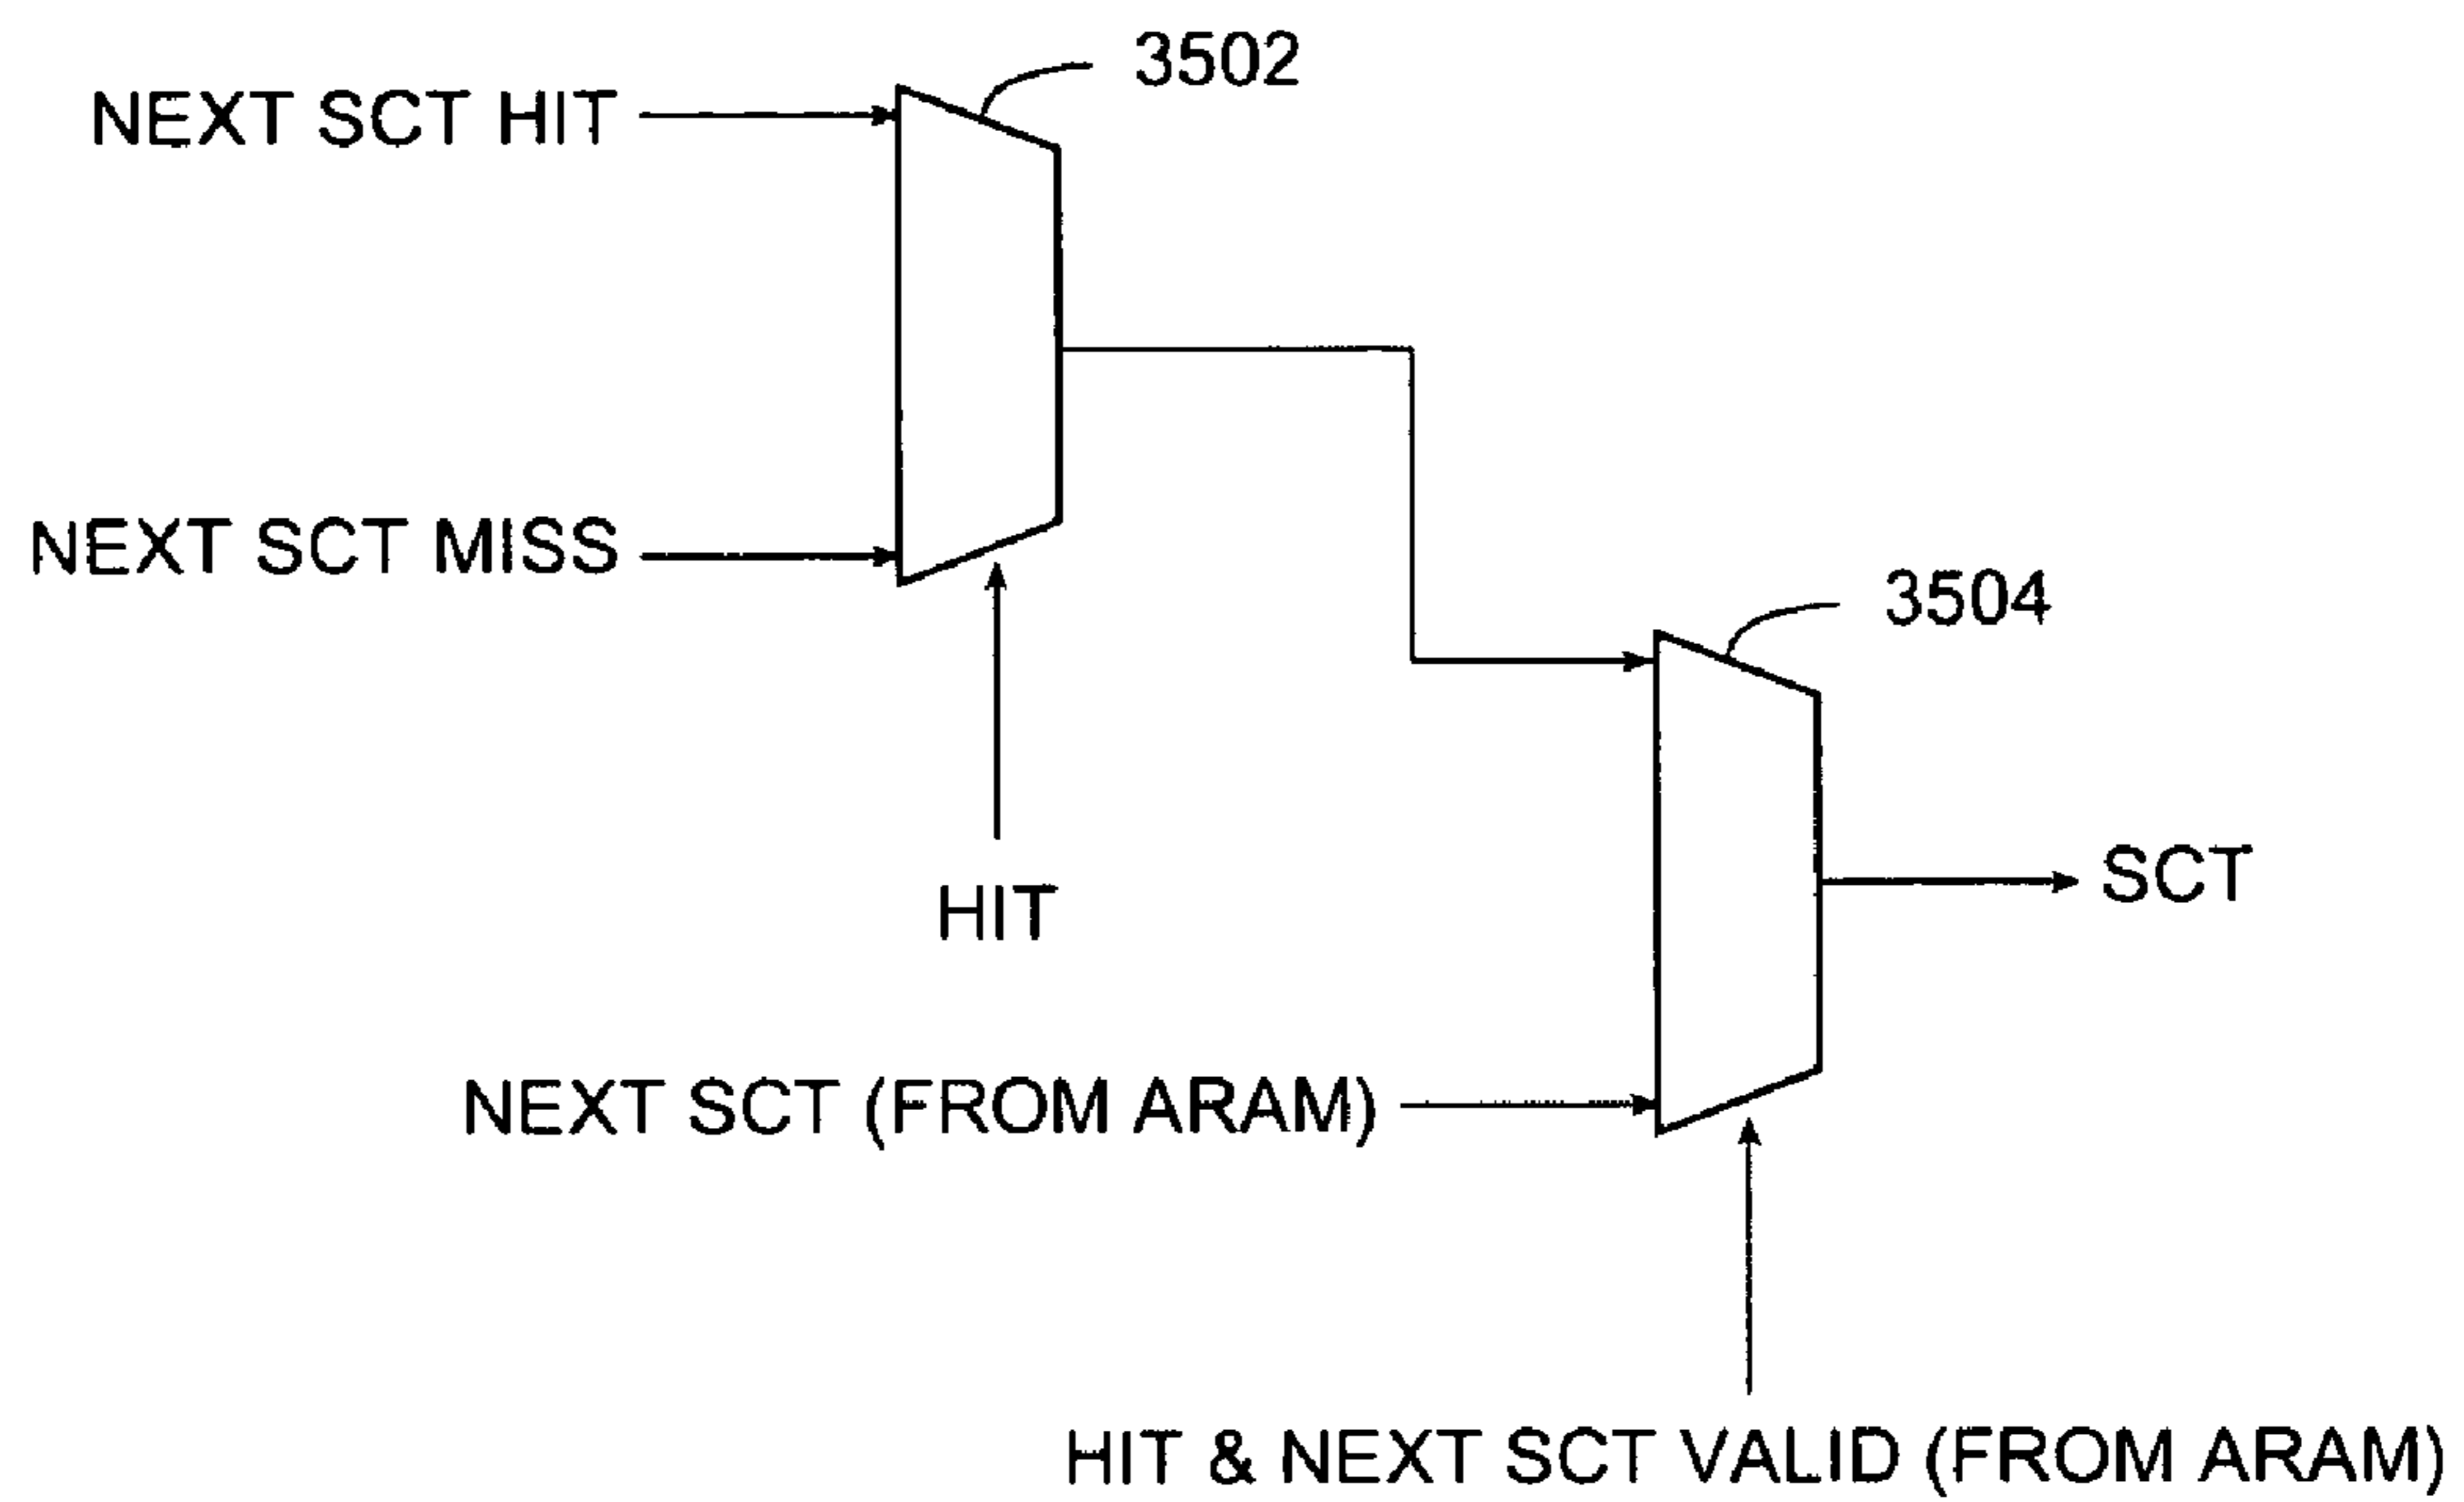 3502
NEXT SCT HIT
NEXT SCT MISS
3504
SCT
HIT
NEXT SCT (FROM ARAM)
HIT & NEXT SCT VALID (FROM ARAM)